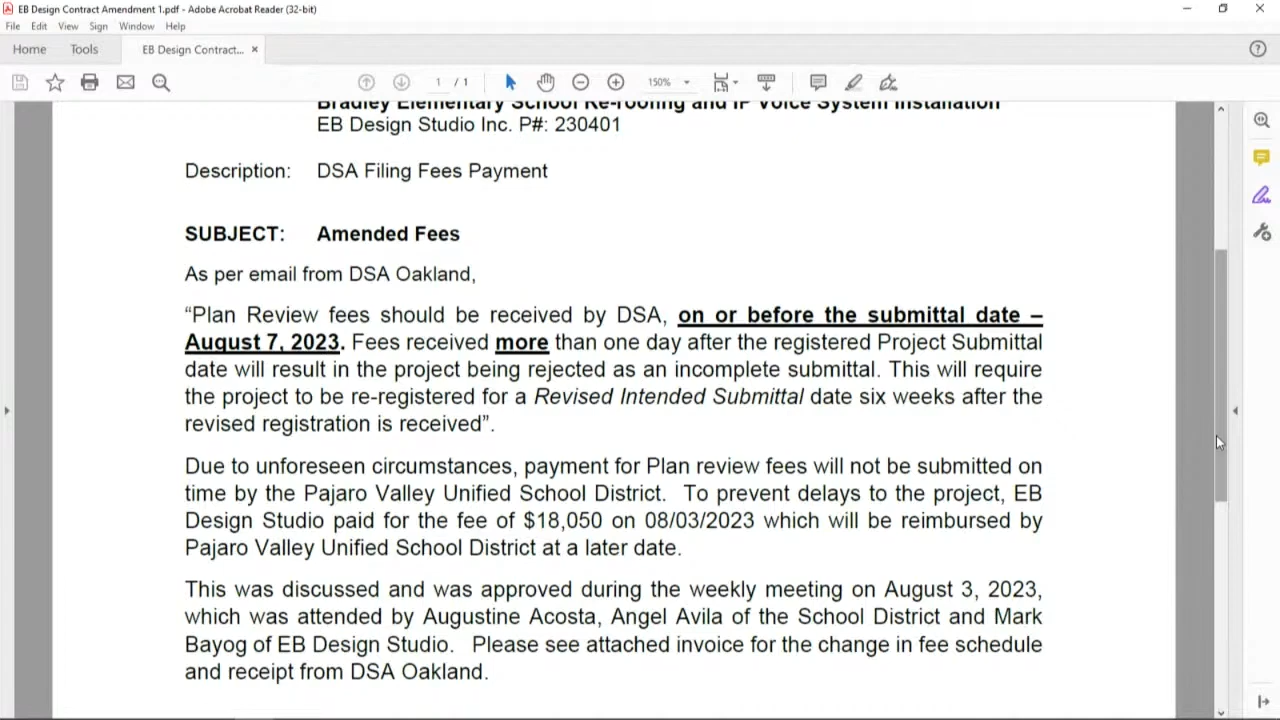 EB Design Contract Amendment 1.pdf - Adobe Acrobat Reader (32-bit)
File Edit View Sign Window Help
Home Tools EB Design Contract... ×
1 / 1 150%
Bradley Elementary School Re-roofing and IP Voice System Installation
EB Design Studio Inc. P#: 230401
Description: DSA Filing Fees Payment
SUBJECT: Amended Fees
As per email from DSA Oakland,
“Plan Review fees should be received by DSA, on or before the submittal date –
August 7, 2023. Fees received more than one day after the registered Project Submittal
date will result in the project being rejected as an incomplete submittal. This will require
the project to be re-registered for a Revised Intended Submittal date six weeks after the
revised registration is received”.
Due to unforeseen circumstances, payment for Plan review fees will not be submitted on
time by the Pajaro Valley Unified School District. To prevent delays to the project, EB
Design Studio paid for the fee of $18,050 on 08/03/2023 which will be reimbursed by
Pajaro Valley Unified School District at a later date.
This was discussed and was approved during the weekly meeting on August 3, 2023,
which was attended by Augustine Acosta, Angel Avila of the School District and Mark
Bayog of EB Design Studio. Please see attached invoice for the change in fee schedule
and receipt from DSA Oakland.